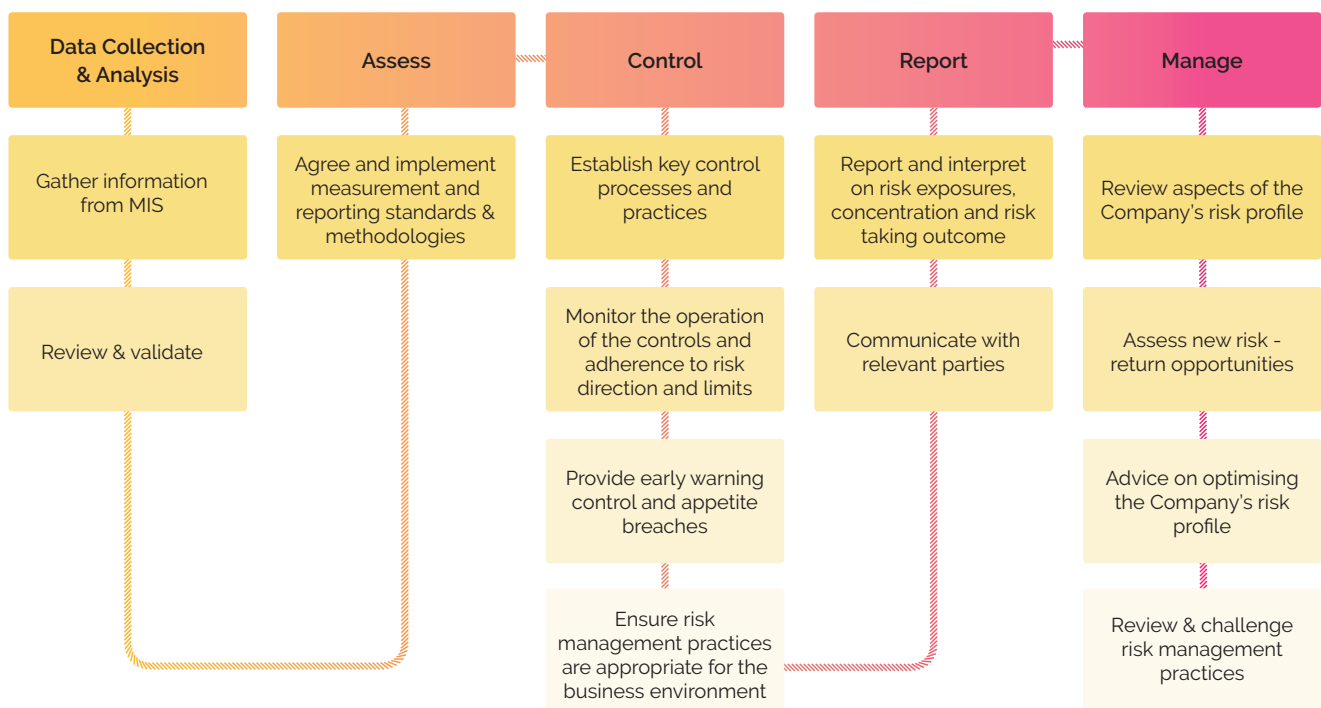 Data Collection
& Analysis
Gather information
from MIS
Review & validate
Assess
Agree and implement
measurement and
reporting standards &
methodologies
Control
Establish key control
processes and
practices
Monitor the operation
of the controls and
adherence to risk
direction and limits
Provide early warning
control and appetite
breaches
Ensure risk
management practices
are appropriate for the
business environment
Report
Report and interpret
on risk exposures,
concentration and risk
taking outcome
Communicate with
relevant parties
Manage
Review aspects of the
Company’s risk profile
Assess new risk -
return opportunities
Advice on optimising
the Company’s risk
profile
Review & challenge
risk management
practices